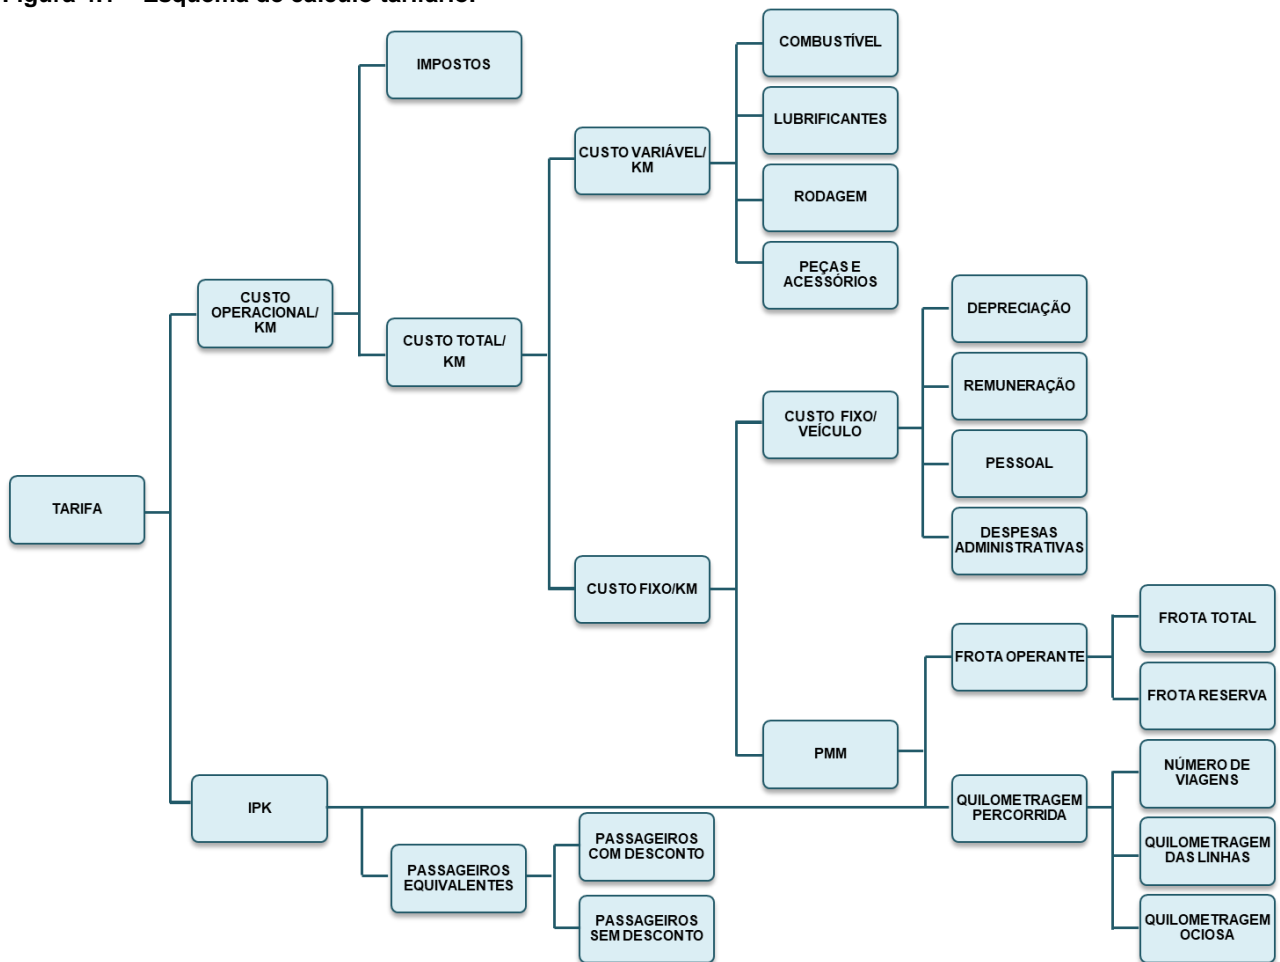 Figura Esquema cálculo tarifário.
IMPOSTOS
COMBUSTÍVEL
LUBRIFICANTES
CUSTO VARIÁVEL/
KM
RODAGEM
PEÇAS E
ACESSÓRIOS
CUSTO
OPERACIONAL/
KM
CUSTO TOTAL/
KM
DEPRECIAÇÃO
REMUNERAÇÃO
CUSTO FIXO/
VEÍCULO
PESSOAL
DESPESAS
ADMINISTRATIVAS
TARIFA
CUSTO FIXO/KM
FROTA TOTAL
FROTA OPERANTE
FROTA RESERVA
PMM
NÚMERO DE
VIAGENS
IPK
QUILOMETRAGEM
PERCORRIDA
QUILOMETRAGEM
DAS LINHAS
QUILOMETRAGEM
OCIOSA
PASSAGEIROS
EQUIVALENTES
PASSAGEIROS
COM DESCONTO
PASSAGEIROS
SEM DESCONTO